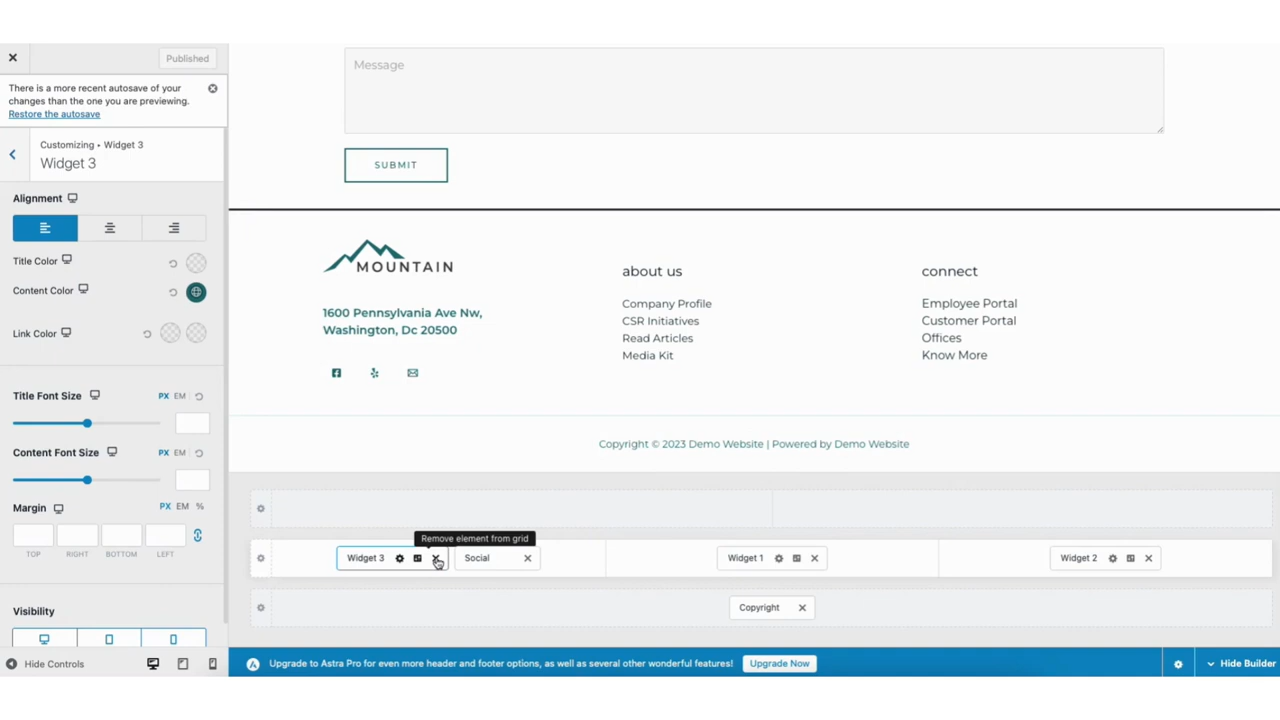 Published
There is a more recent autosave of your
changes than the one you are previewing.
Restore the autosave
Customizing • Widget 3
Widget 3
Alignment
Title Color
Content Color
Link Color
Title Font Size
PX EM
Content Font Size
PX EM
Margin
PX EM %
TOP RIGHT BOTTOM LEFT
Visibility
Hide Controls
Message
SUBMIT
MOUNTAIN
1600 Pennsylvania Ave Nw,
Washington, Dc 20500
about us
Company Profile
CSR Initiatives
Read Articles
Media Kit
connect
Employee Portal
Customer Portal
Offices
Know More
Copyright © 2023 Demo Website | Powered by Demo Website
Remove element from grid
Widget 3 Social Widget 1 Widget 2
Copyright
Upgrade to Astra Pro for even more header and footer options, as well as several other wonderful features! Upgrade Now Hide Builder